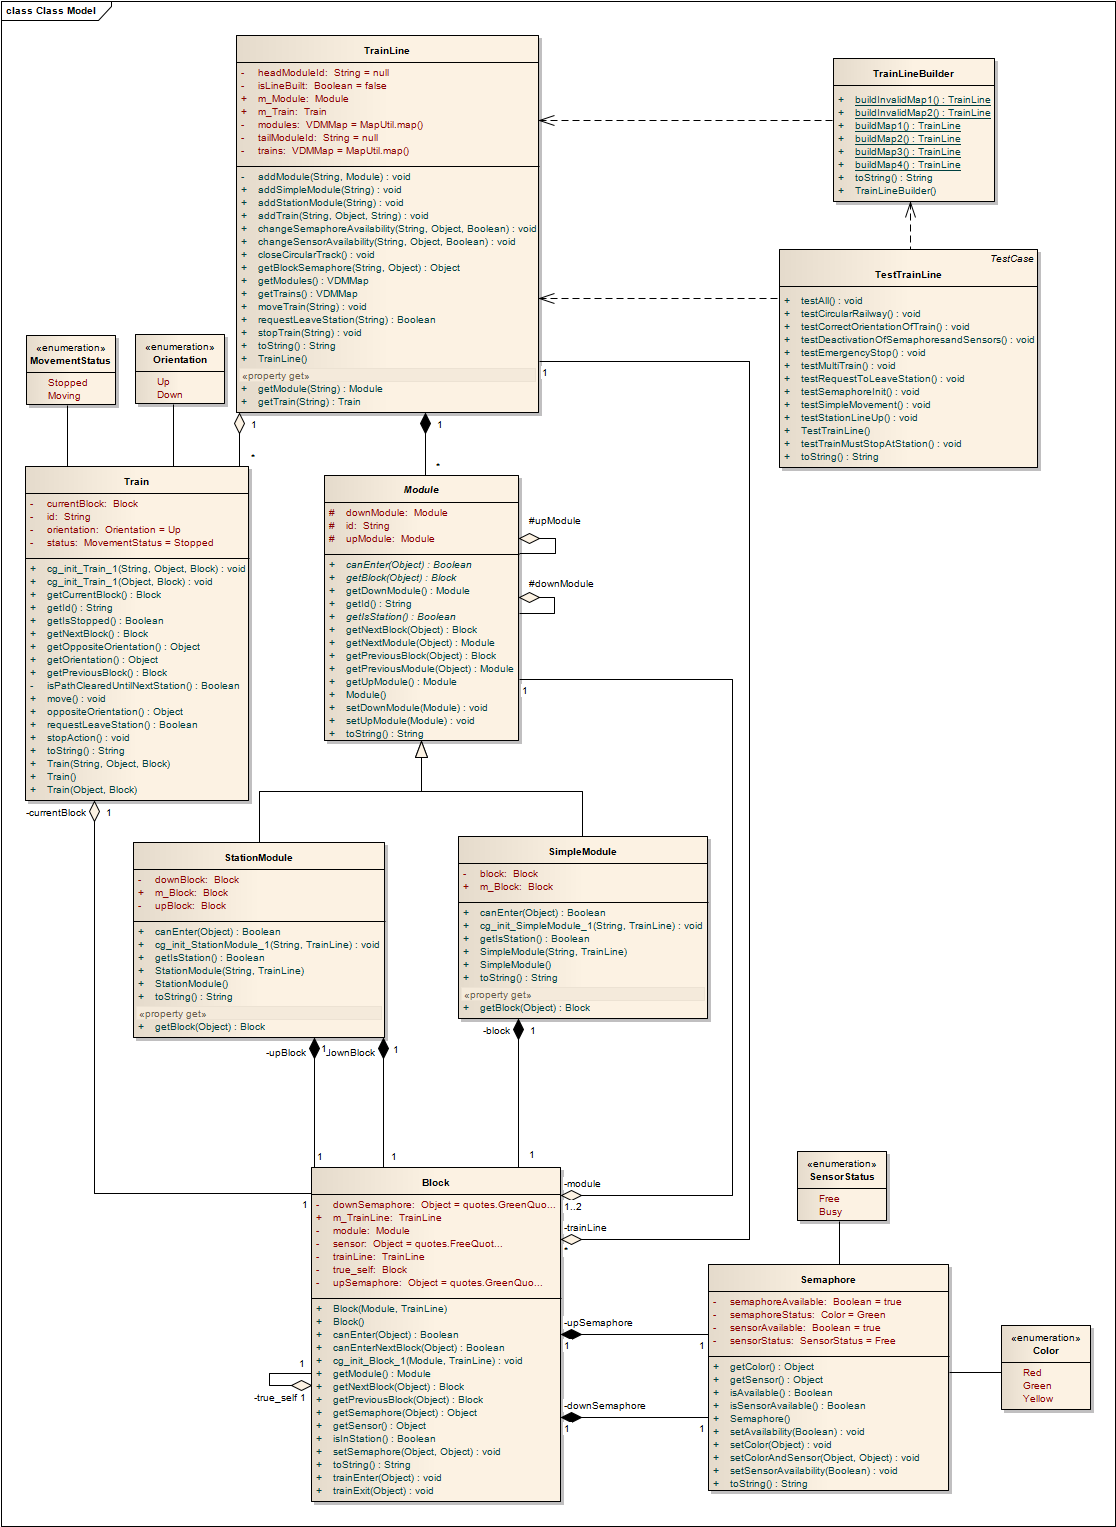 class Class Model
TrainLine
- headModuleId: String = null
- isLineBuilt: Boolean = false
+ m_Module: Module
+ m_Train: Train
- modules: VDMMap = MapUtil.map()
- tailModuleId: String = null
- trains: VDMMap = MapUtil.map()
- addModule(String, Module) : void
+ addSimpleModule(String) : void
+ addStationModule(String) : void
+ addTrain(String, Object, String) : void
+ changeSemaphoreAvailability(String, Object, Boolean) : void
+ changeSensorAvailability(String, Object, Boolean) : void
+ closeCircularTrack() : void
+ getBlockSemaphore(String, Object) : Object
+ getModules() : VDMMap
+ getTrains() : VDMMap
+ moveTrain(String) : void
+ requestLeaveStation(String) : Boolean
+ stopTrain(String) : void
+ toString() : String
+ TrainLine()
«property get»
+ getModule(String) : Module
+ getTrain(String) : Train
TrainLineBuilder
+ buildInvalidMap1() : TrainLine
+ buildInvalidMap2() : TrainLine
+ buildMap1() : TrainLine
+ buildMap2() : TrainLine
+ buildMap3() : TrainLine
+ buildMap4() : TrainLine
+ toString() : String
+ TrainLineBuilder()
TestCase
TestTrainLine
+ testAll() : void
+ testCircularRailway() : void
+ testCorrectOrientationOfTrain() : void
+ testDeactivationOfSemaphoresandSensors() : void
+ testEmergencyStop() : void
+ testMultiTrain() : void
+ testRequestToLeaveStation() : void
+ testSemaphoreInit() : void
+ testSimpleMovement() : void
+ testStationLineUp() : void
+ TestTrainLine()
+ testTrainMustStopAtStation() : void
+ toString() : String
«enumeration»
MovementStatus
Stopped
Moving
«enumeration»
Orientation
Up
Down
1
1
1
*
*
Train
- currentBlock: Block
- id: String
- orientation: Orientation = Up
- status: MovementStatus = Stopped
+ cg_init_Train_1(String, Object, Block) : void
+ cg_init_Train_1(Object, Block) : void
+ getCurrentBlock() : Block
+ getId() : String
+ getIsStopped() : Boolean
+ getNextBlock() : Block
+ getOppositeOrientation() : Object
+ getOrientation() : Object
+ getPreviousBlock() : Block
- isPathClearedUntilNextStation() : Boolean
+ move() : void
+ oppositeOrientation() : Object
+ requestLeaveStation() : Boolean
+ stopAction() : void
+ toString() : String
+ Train(String, Object, Block)
+ Train()
+ Train(Object, Block)
-currentBlock 1
Module
# downModule: Module
# id: String
# upModule: Module
+ canEnter(Object) : Boolean
+ getBlock(Object) : Block
+ getDownModule() : Module
+ getId() : String
+ getIsStation() : Boolean
+ getNextBlock(Object) : Block
+ getNextModule(Object) : Module
+ getPreviousBlock(Object) : Block
+ getPreviousModule(Object) : Module
+ getUpModule() : Module
+ Module()
+ setDownModule(Module) : void
+ setUpModule(Module) : void
+ toString() : String
#upModule
#downModule
1
StationModule
- downBlock: Block
+ m_Block: Block
- upBlock: Block
+ canEnter(Object) : Boolean
+ cg_init_StationModule_1(String, TrainLine) : void
+ getIsStation() : Boolean
+ StationModule(String, TrainLine)
+ StationModule()
+ toString() : String
«property get»
+ getBlock(Object) : Block
SimpleModule
- block: Block
+ m_Block: Block
+ canEnter(Object) : Boolean
+ cg_init_SimpleModule_1(String, TrainLine) : void
+ getIsStation() : Boolean
+ SimpleModule(String, TrainLine)
+ SimpleModule()
+ toString() : String
«property get»
+ getBlock(Object) : Block
-upBlock 1
ownBlock 1
-block 1
1
1
1
1
Block
- downSemaphore: Object = quotes.GreenQuo...
+ m_TrainLine: TrainLine
- module: Module
- sensor: Object = quotes.FreeQuot...
- trainLine: TrainLine
- true_self: Block
- upSemaphore: Object = quotes.GreenQuo...
+ Block(Module, TrainLine)
+ Block()
+ canEnter(Object) : Boolean
+ canEnterNextBlock(Object) : Boolean
+ cg_init_Block_1(Module, TrainLine) : void
+ getModule() : Module
+ getNextBlock(Object) : Block
+ getPreviousBlock(Object) : Block
+ getSemaphore(Object) : Object
+ getSensor() : Object
+ isInStation() : Boolean
+ setSemaphore(Object, Object) : void
+ toString() : String
+ trainEnter(Object) : void
+ trainExit(Object) : void
1
-true_self 1
-module
1..2
-trainLine
*
-upSemaphore
1
1
-downSemaphore
1
1
«enumeration»
SensorStatus
Free
Busy
Semaphore
- semaphoreAvailable: Boolean = true
- semaphoreStatus: Color = Green
- sensorAvailable: Boolean = true
- sensorStatus: SensorStatus = Free
+ getColor() : Object
+ getSensor() : Object
+ isAvailable() : Boolean
+ isSensorAvailable() : Boolean
+ Semaphore()
+ setAvailability(Boolean) : void
+ setColor(Object) : void
+ setColorAndSensor(Object, Object) : void
+ setSensorAvailability(Boolean) : void
+ toString() : String
«enumeration»
Color
Red
Green
Yellow